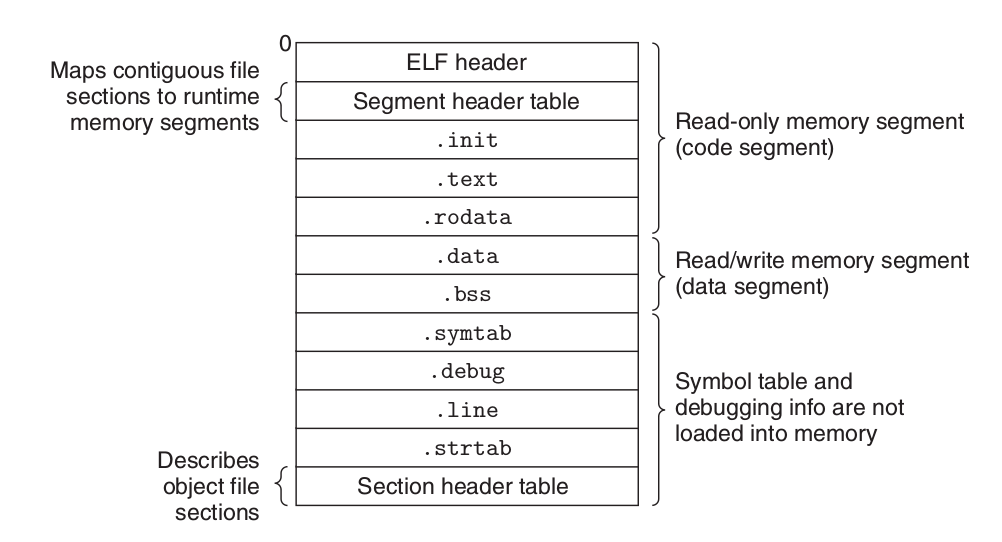 0
ELF header
Maps contiguous file
sections to runtime
memory segments
Segment header table
.init
.text
.rodata
Read-only memory segment
(code segment)
.data
.bss
Read/write memory segment
(data segment)
.symtab
.debug
.line
.strtab
Symbol table and
debugging info are not
loaded into memory
Describes
object file
sections
Section header table